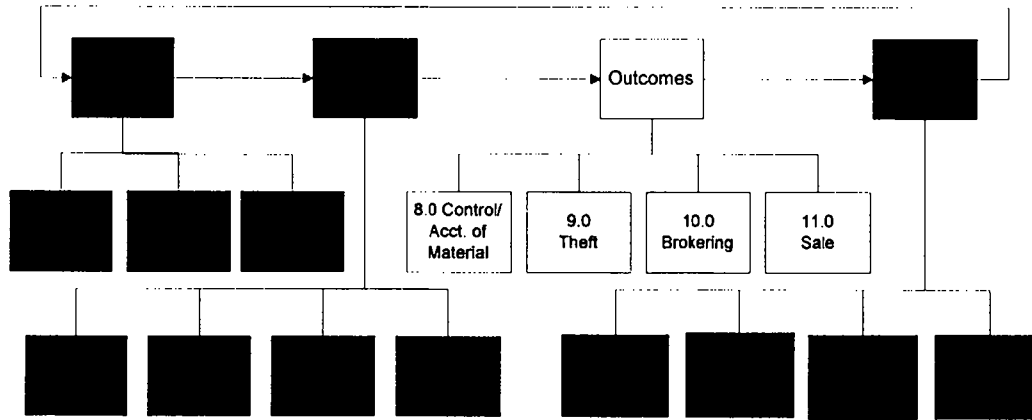 Outcomes
8.0 Control/
Acct. of
Material
9.0
Theft
10.0
Brokering
11.0
Sale